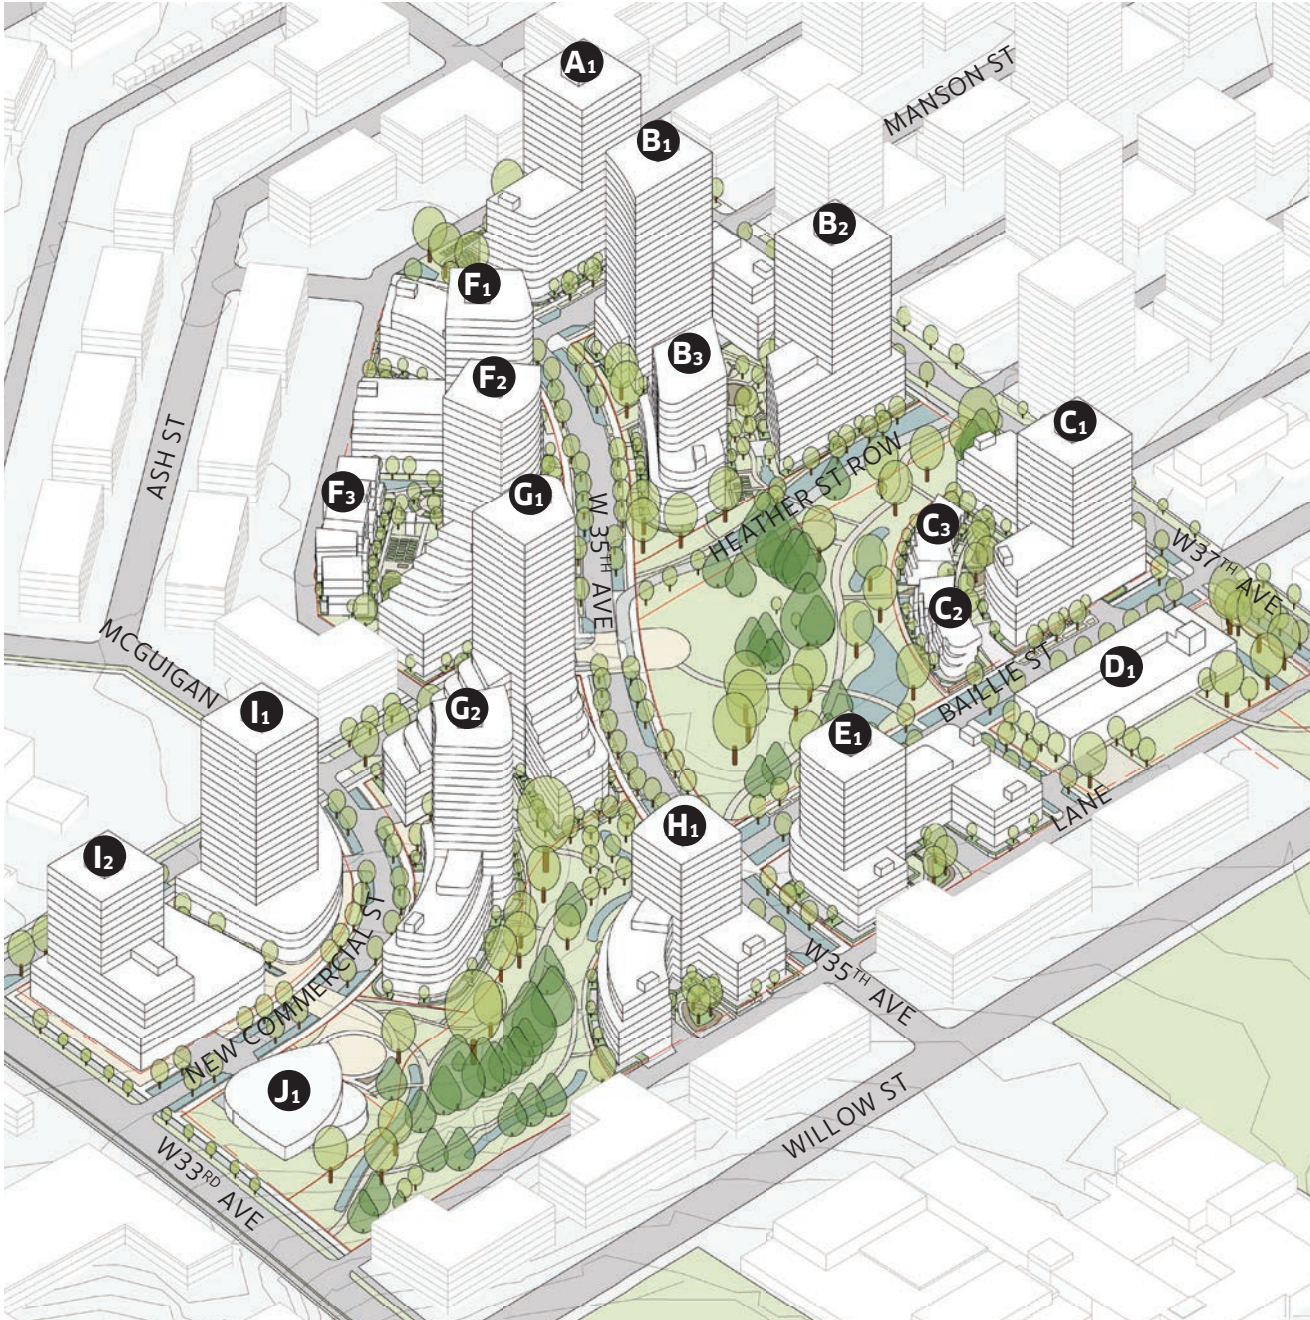 A1
MANSON ST
B1
B2
F1
B3
F2
C1
ASH ST
F3
G1
HEATHER ST ROW
C3
W 35TH AVE
W37TH AVE
C2
MCGUIGAN
D1
I1
G2
BAILLIE ST
E1
LANE
H1
I2
NEW COMMERCIAL ST
W35TH AVE
J1
WILLOW ST
W33RD AVE